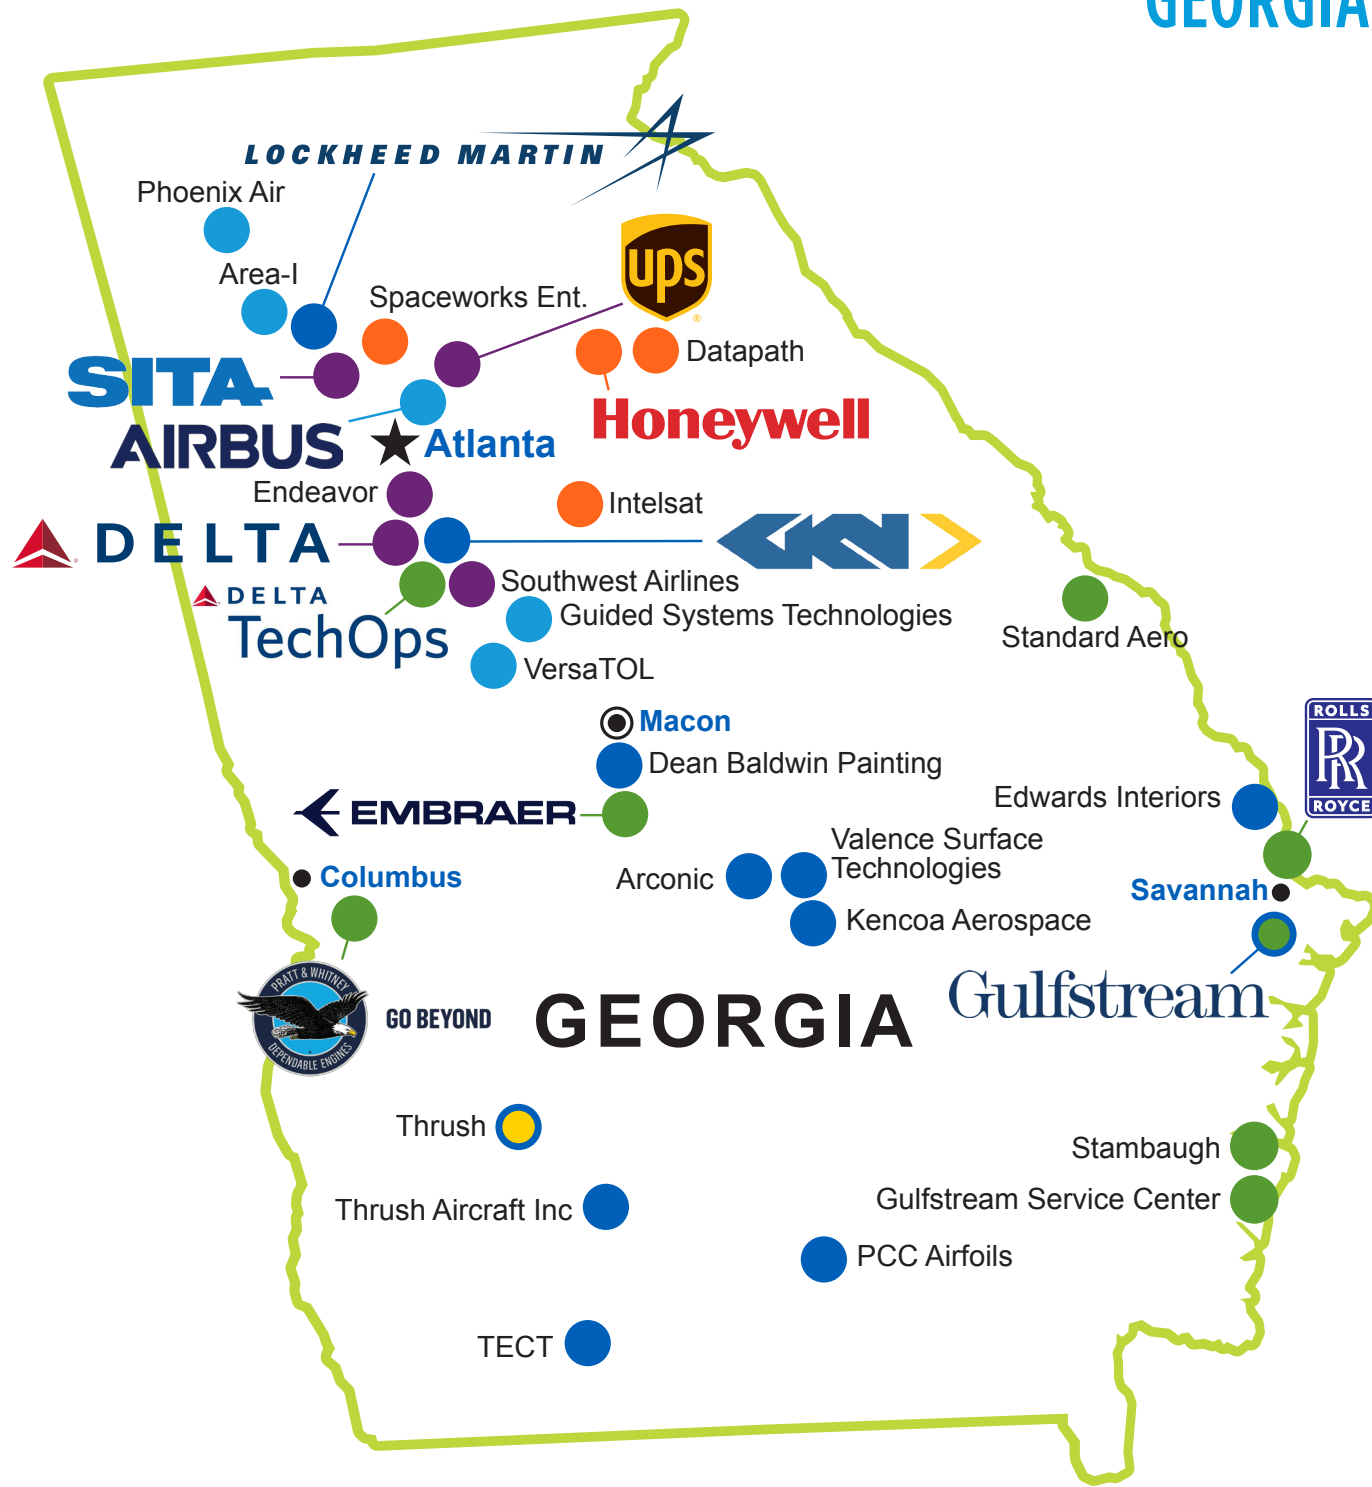 GEORGIA
LOCKHEED MARTIN
Phoenix Air
ups
®
Area-I
Spaceworks Ent.
Datapath
SITA
Honeywell
AIRBUS
Atlanta
Endeavor
Intelsat
DELTA
GKN
Southwest Airlines
DELTA
TechOps
Guided Systems Technologies
Standard Aero
VersaTOL
ROLLS
RR
ROYCE
Macon
Dean Baldwin Painting
Edwards Interiors
EMBRAER
Valence Surface
Technologies
Arconic
Columbus
Savannah
Kencoa Aerospace
PRATT & WHITNEY
DEPENDABLE ENGINES
GO BEYOND
Gulfstream
GEORGIA
Thrush
Stambaugh
Gulfstream Service Center
Thrush Aircraft Inc
PCC Airfoils
TECT